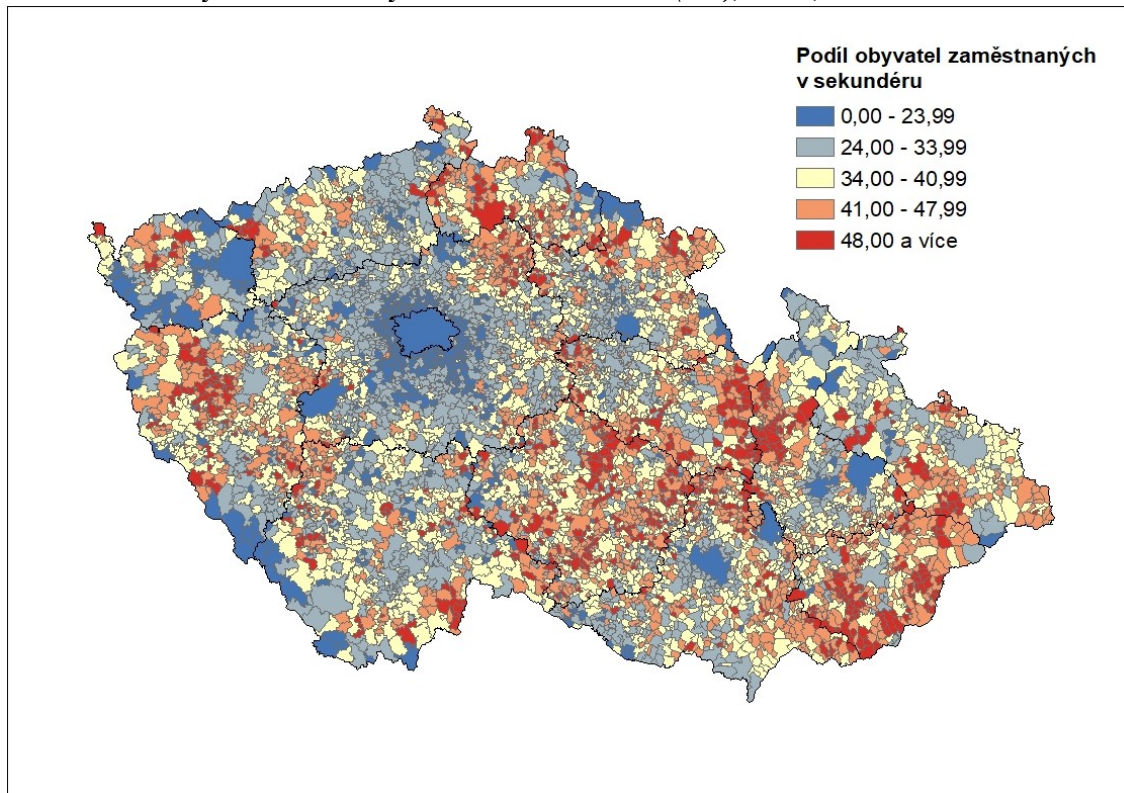 Podíl obyvatel zaměstnaných
v sekundéru
0,00 - 23,99
24,00 - 33,99
34,00 - 40,99
41,00 - 47,99
48,00 a více